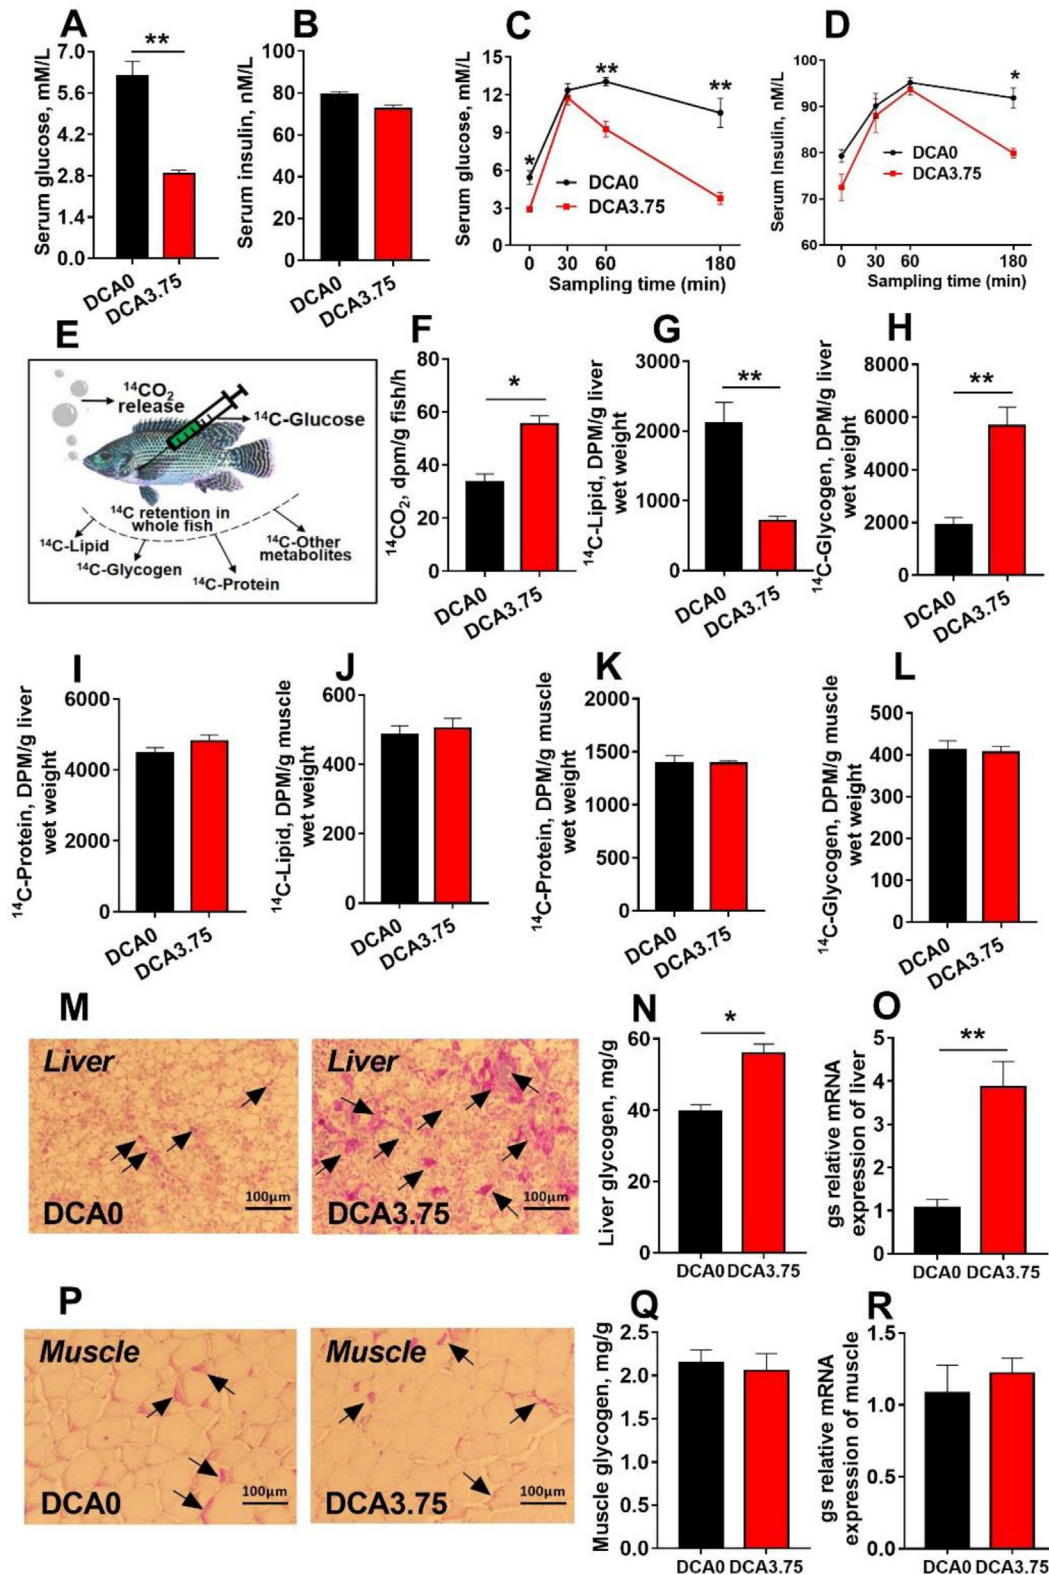 A
Serum glucose, mM/L
7.0
5.6
4.2
2.8
1.4
0.0
**
DCA0
DCA3.75
B
Serum insulin, nM/L
100
80
60
40
20
0
DCA0
DCA3.75
C
Serum glucose, mM/L
15
12
9
6
3
0
*
**
**
DCA0
DCA3.75
0 30 60 180
Sampling time (min)
D
Serum Insulin, nM/L
100
90
80
70
60
*
DCA0
DCA3.75
0 30 60 180
Sampling time (min)
E
¹⁴CO₂
release
¹⁴C-Glucose
¹⁴C retention in
whole fish
¹⁴C-Lipid
¹⁴C-Glycogen
¹⁴C-Protein
¹⁴C-Other
metabolites
F
¹⁴CO₂, dpm/g fish/h
80
60
40
20
0
*
DCA0
DCA3.75
G
¹⁴C-Lipid, DPM/g liver
wet weight
3000
2000
1000
0
**
DCA0
DCA3.75
H
¹⁴C-Glycogen, DPM/g liver
wet weight
8000
6000
4000
2000
0
**
DCA0
DCA3.75
I
¹⁴C-Protein, DPM/g liver
wet weight
6000
4000
2000
0
DCA0
DCA3.75
J
¹⁴C-Lipid, DPM/g muscle
wet weight
600
400
200
0
DCA0
DCA3.75
K
¹⁴C-Protein, DPM/g muscle
wet weight
2000
1500
1000
500
0
DCA0
DCA3.75
L
¹⁴C-Glycogen, DPM/g muscle
wet weight
500
400
300
200
100
0
DCA0
DCA3.75
M
Liver
100μm
DCA0
Liver
100μm
DCA3.75
N
Liver glycogen, mg/g
60
40
20
0
*
DCA0 DCA3.75
O
gs relative mRNA
expression of liver
5
4
3
2
1
0
**
DCA0 DCA3.75
P
Muscle
100μm
DCA0
Muscle
100μm
DCA3.75
Q
Muscle glycogen, mg/g
2.5
2.0
1.5
1.0
0.5
0.0
DCA0 DCA3.75
R
gs relative mRNA
expression of muscle
1.5
1.0
0.5
0.0
DCA0 DCA3.75